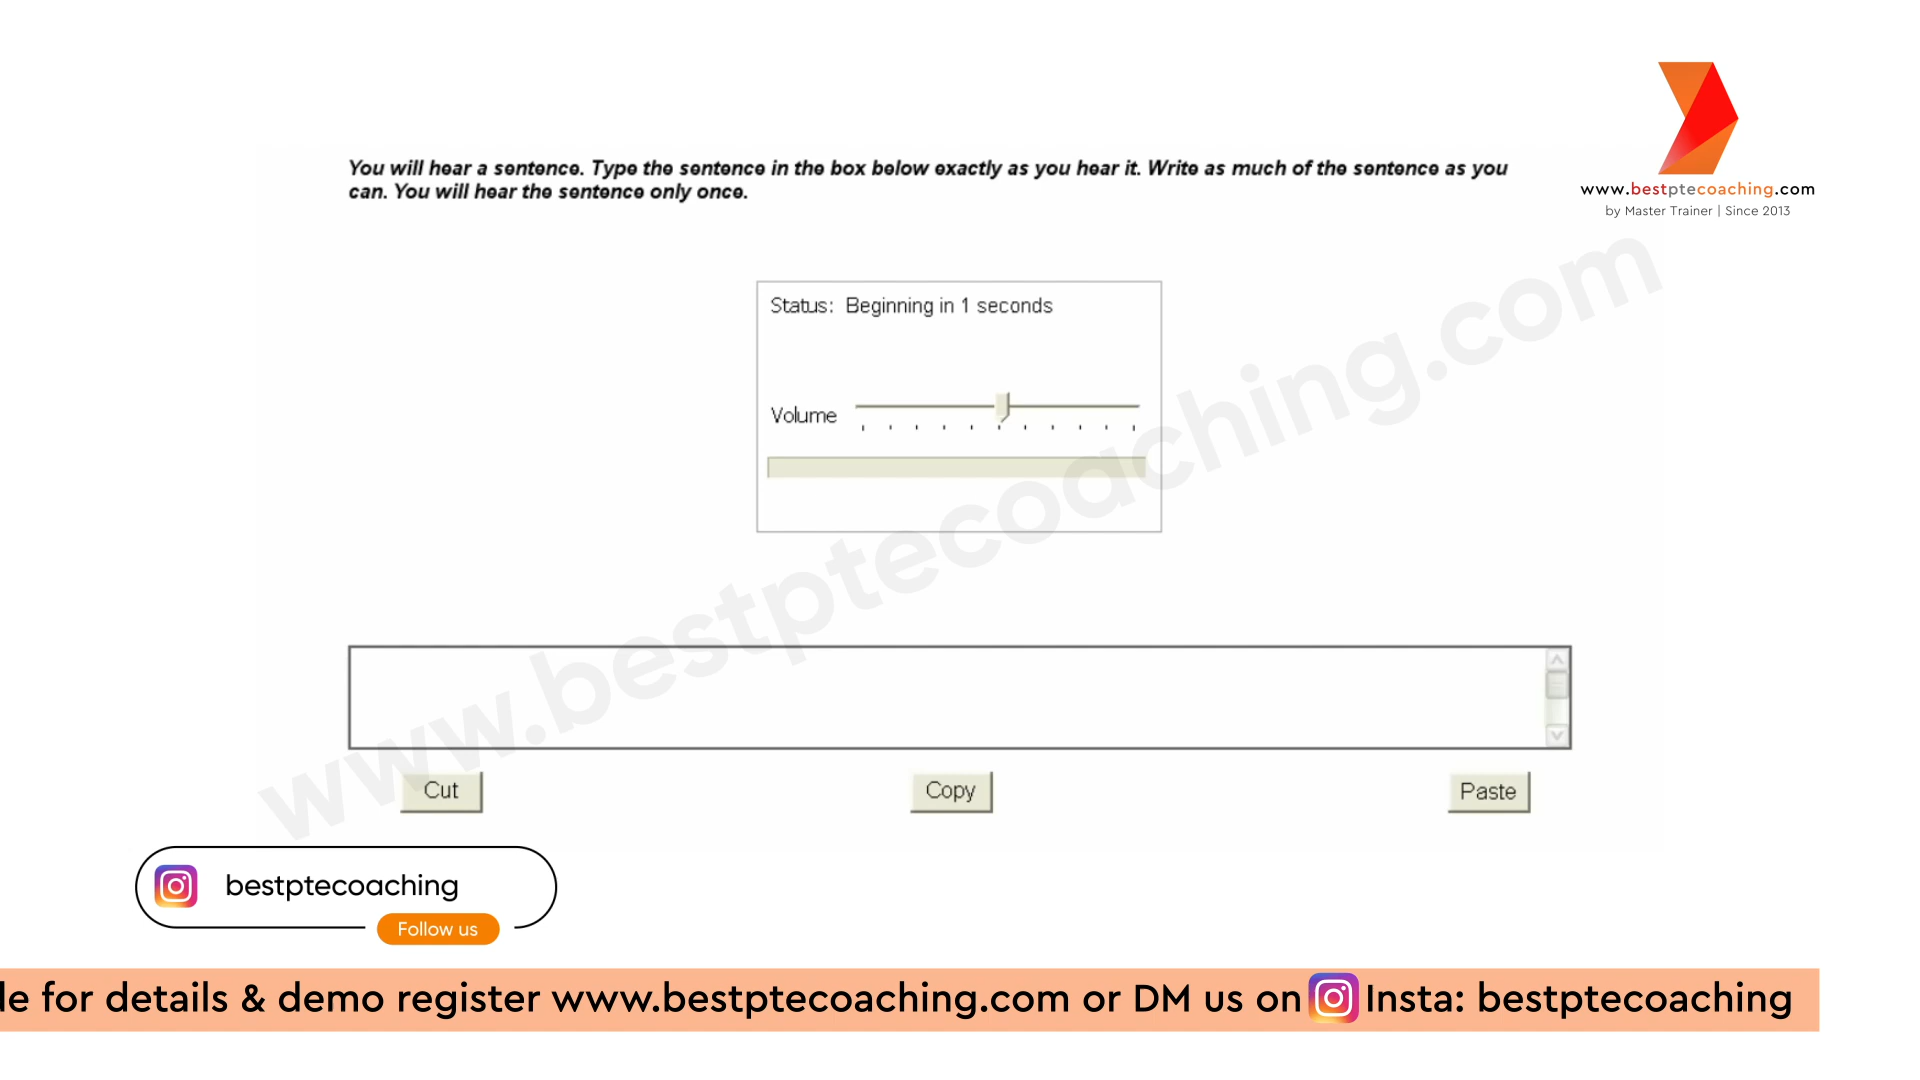 www.bestptecoaching.com
by Master Trainer | Since 2013
You will hear a sentence. Type the sentence in the box below exactly as you hear it. Write as much of the sentence as you
can. You will hear the sentence only once.
Status: Beginning in 1 seconds
Volume
www.bestptecoaching.com
Cut
Copy
Paste
bestptecoaching
Follow us
for details & demo register www.bestptecoaching.com or DM us on Insta: bestptecoaching